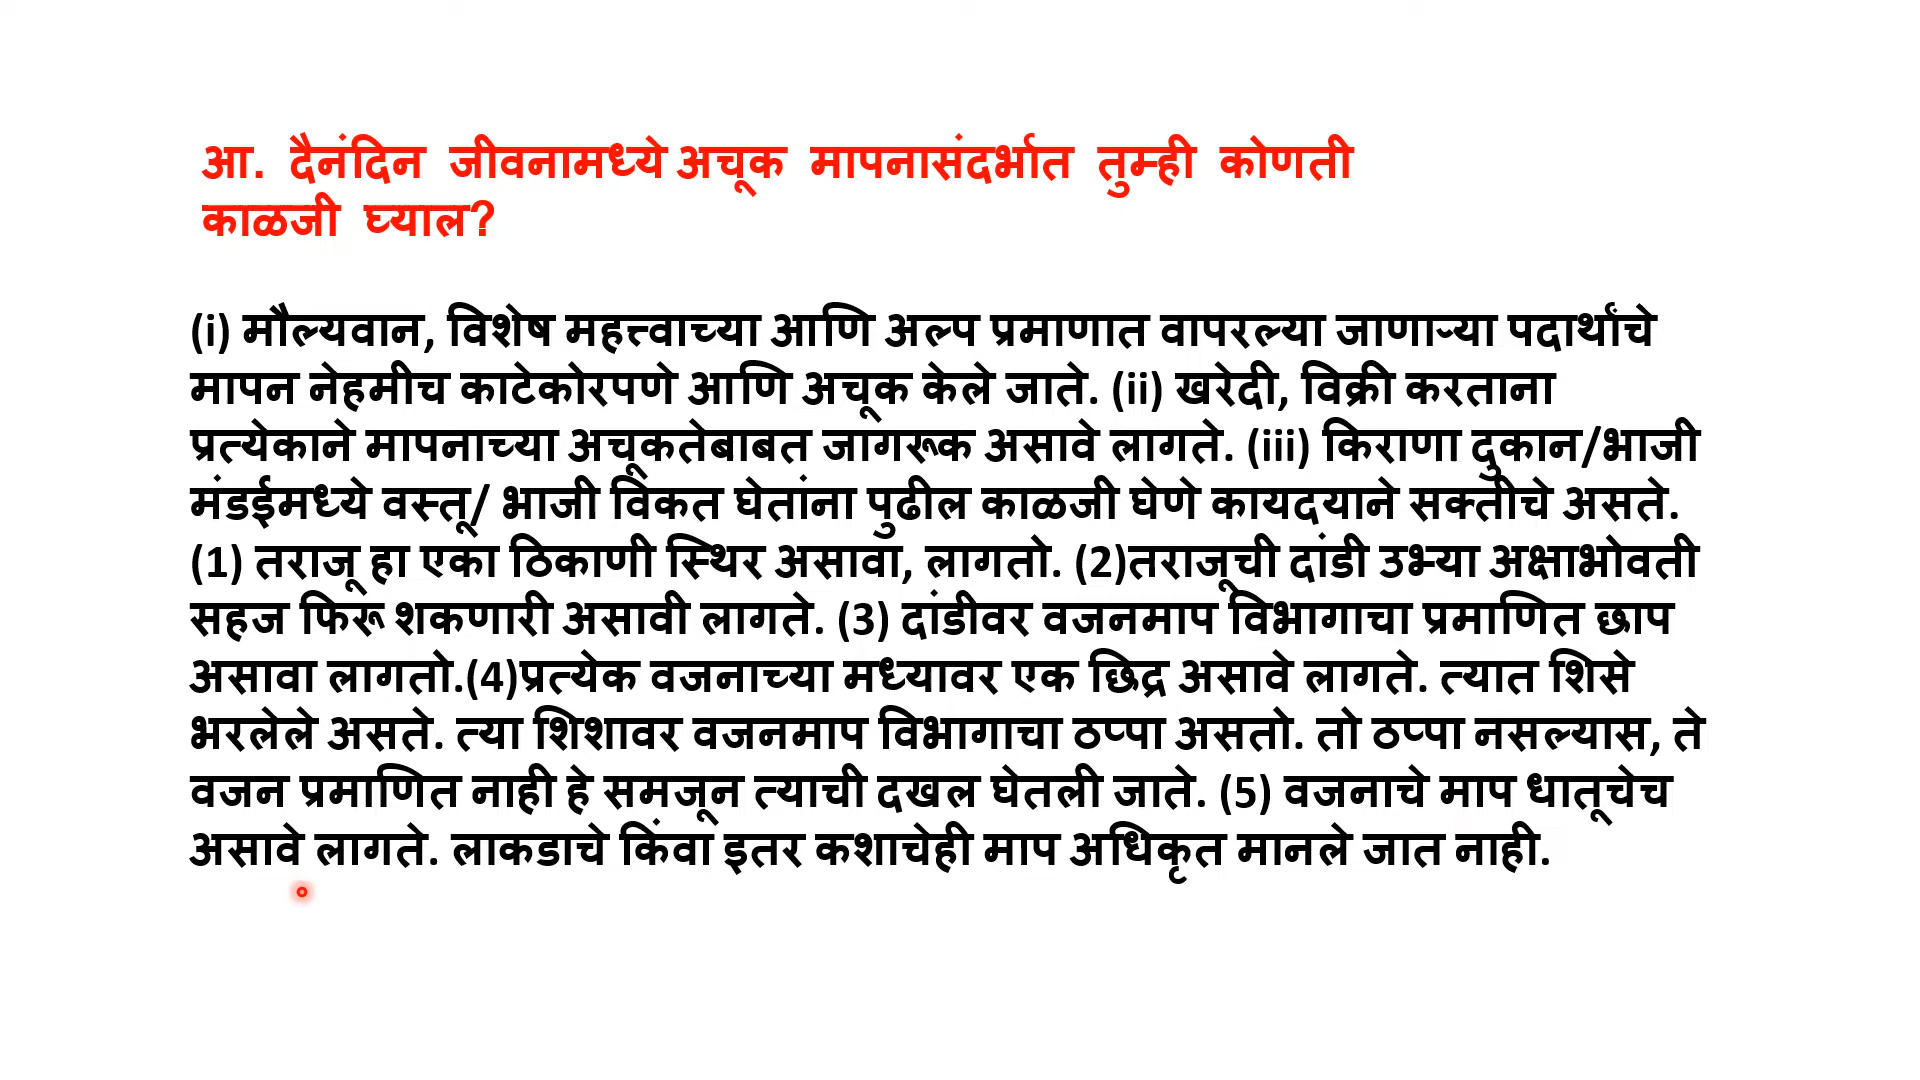 आ. दैनंदिन जीवनामध्ये अचूक मापनासंदर्भात तुम्ही कोणती
काळजी घ्याल?
(i) मौल्यवान, विशेष महत्त्वाच्या आणि अल्प प्रमाणात वापरल्या जाणाऱ्या पदार्थांचे
मापन नेहमीच काटेकोरपणे आणि अचूक केले जाते. (ii) खरेदी, विक्री करताना
प्रत्येकाने मापनाच्या अचूकतेबाबत जागरूक असावे लागते. (iii) किराणा दुकान/भाजी
मंडईमध्ये वस्तू/ भाजी विकत घेतांना पुढील काळजी घेणे कायदयाने सक्तीचे असते.
(1) तराजू हा एका ठिकाणी स्थिर असावा, लागतो. (2)तराजूची दांडी उभ्या अक्षाभोवती
सहज फिरू शकणारी असावी लागते. (3) दांडीवर वजनमाप विभागाचा प्रमाणित छाप
असावा लागतो.(4)प्रत्येक वजनाच्या मध्यावर एक छिद्र असावे लागते. त्यात शिसे
भरलेले असते. त्या शिशावर वजनमाप विभागाचा ठप्पा असतो. तो ठप्पा नसल्यास, ते
वजन प्रमाणित नाही हे समजून त्याची दखल घेतली जाते. (5) वजनाचे माप धातूचेच
असावे लागते. लाकडाचे किंवा इतर कशाचेही माप अधिकृत मानले जात नाही.